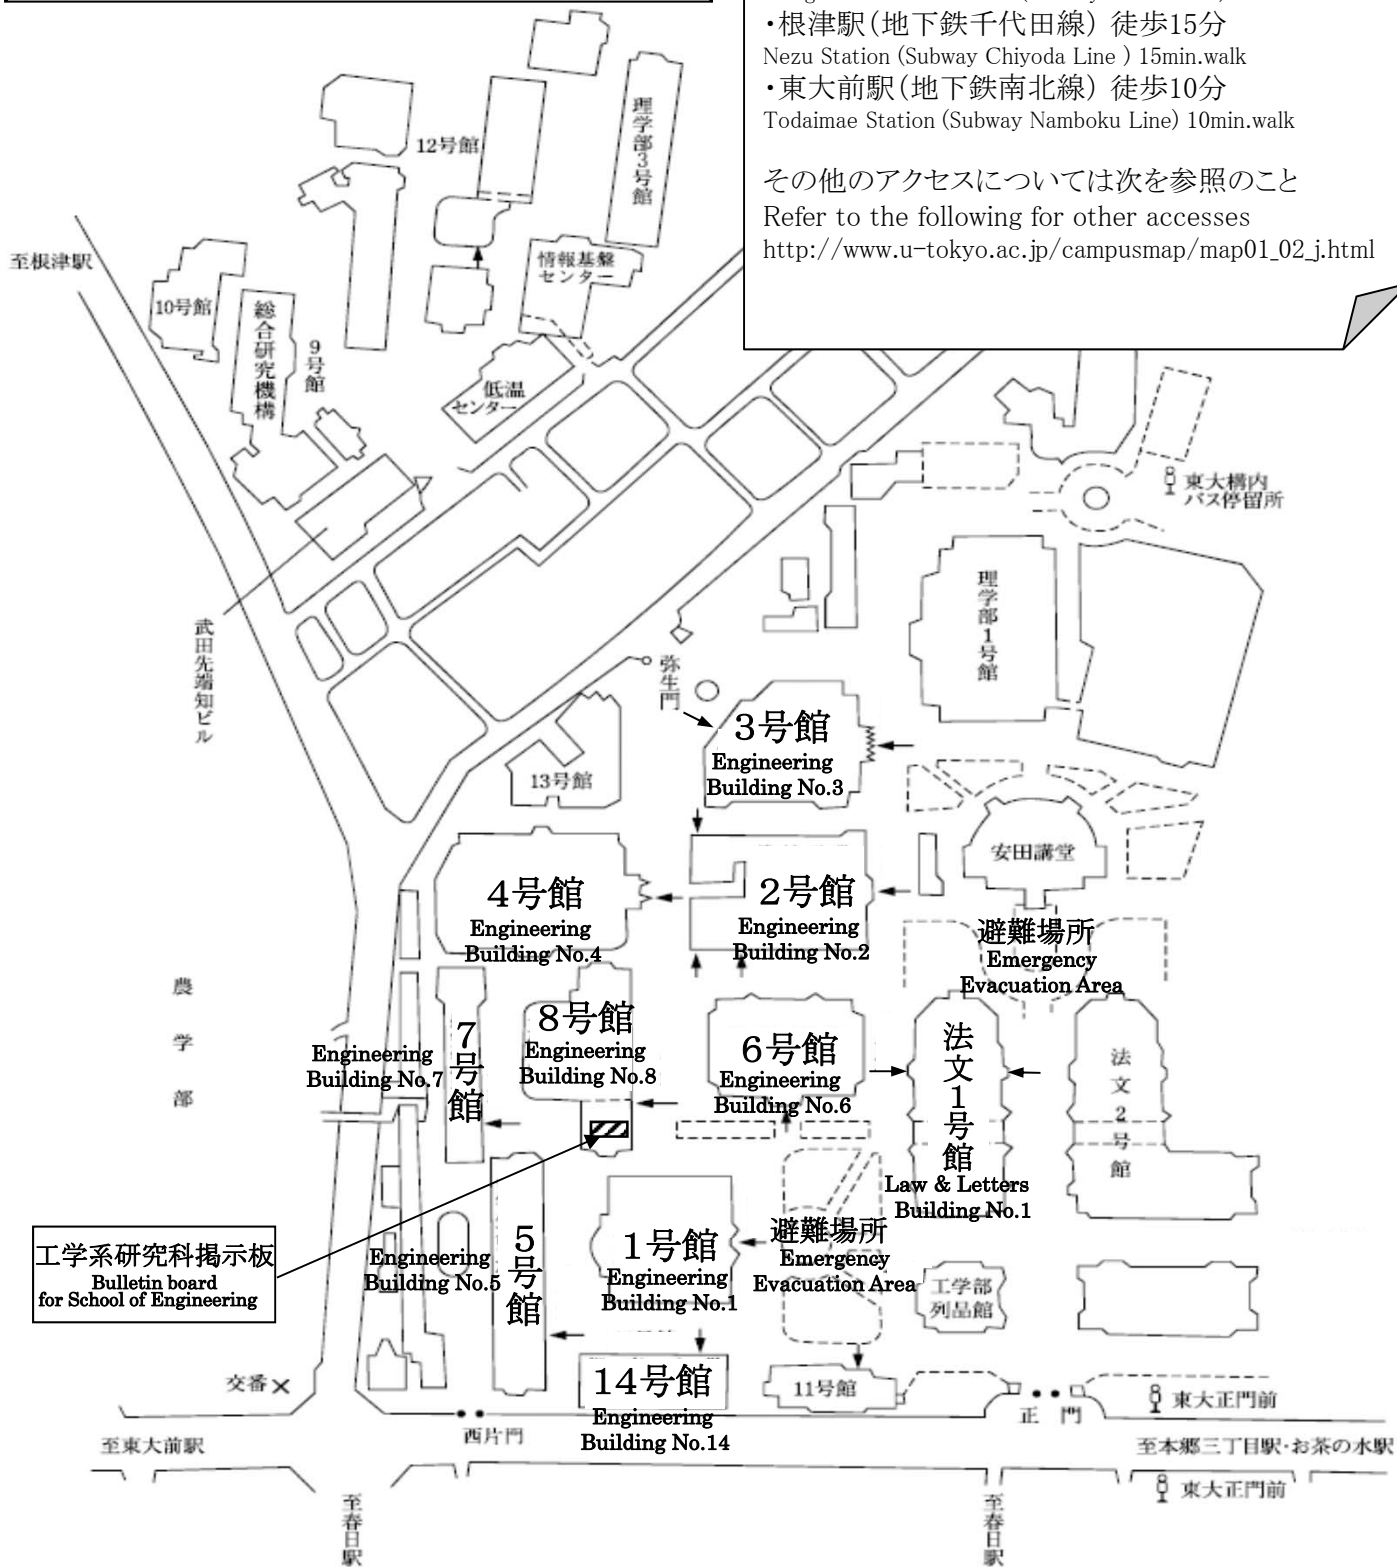 ・根津駅(地下鉄千代田線) 徒歩15分
Nezu Station (Subway Chiyoda Line ) 15min.walk
・東大前駅(地下鉄南北線) 徒歩10分
Todaimae Station (Subway Namboku Line) 10min.walk
その他のアクセスについては次を参照のこと
Refer to the following for other accesses
http://www.u-tokyo.ac.jp/campusmap/map01_02_j.html
理学部3号館
12号館
至根津駅
情報基盤
センター
10号館
総合研究機構
9号館
低温
センター
東大構内
バス停留所
理学部1号館
武田先端知ビル
弥生門
3号館
Engineering
Building No.3
13号館
安田講堂
4号館
Engineering
Building No.4
2号館
Engineering
Building No.2
避難場所
Emergency
Evacuation Area
農学部
7号館
Engineering
Building No.7
8号館
Engineering
Building No.8
6号館
Engineering
Building No.6
法文1号館
Law & Letters
Building No.1
法文2号館
工学系研究科掲示板
Bulletin board
for School of Engineering
5号館
Engineering
Building No.5
1号館
Engineering
Building No.1
避難場所
Emergency
Evacuation Area
工学部
列品館
交番
14号館
Engineering
Building No.14
11号館
東大正門前
正門
西片門
至東大前駅
至本郷三丁目駅・お茶の水駅
東大正門前
至春日駅
至春日駅